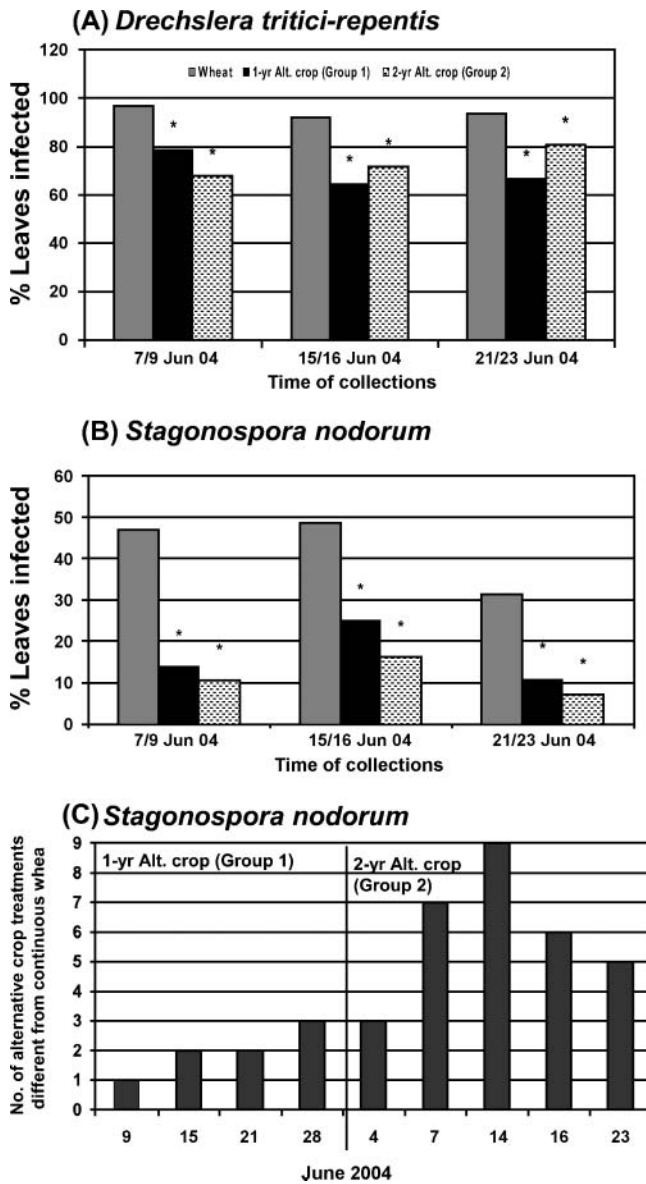 (A) Drechslera tritici-repentis
% Leaves infected
120
100
80
60
40
20
0
Wheat 1-yr Alt. crop (Group 1) 2-yr Alt. crop (Group 2)
* * * * * *
7/9 Jun 04 15/16 Jun 04 21/23 Jun 04
Time of collections
(B) Stagonospora nodorum
% Leaves infected
60
50
40
30
20
10
0
* * * * * *
7/9 Jun 04 15/16 Jun 04 21/23 Jun 04
Time of collections
(C) Stagonospora nodorum
No. of alternative crop treatments
different from continuous whea
9
8
7
6
5
4
3
2
1
0
1-yr Alt. crop (Group 1)
2-yr Alt. crop
(Group 2)
9 15 21 28 4 7 14 16 23
June 2004